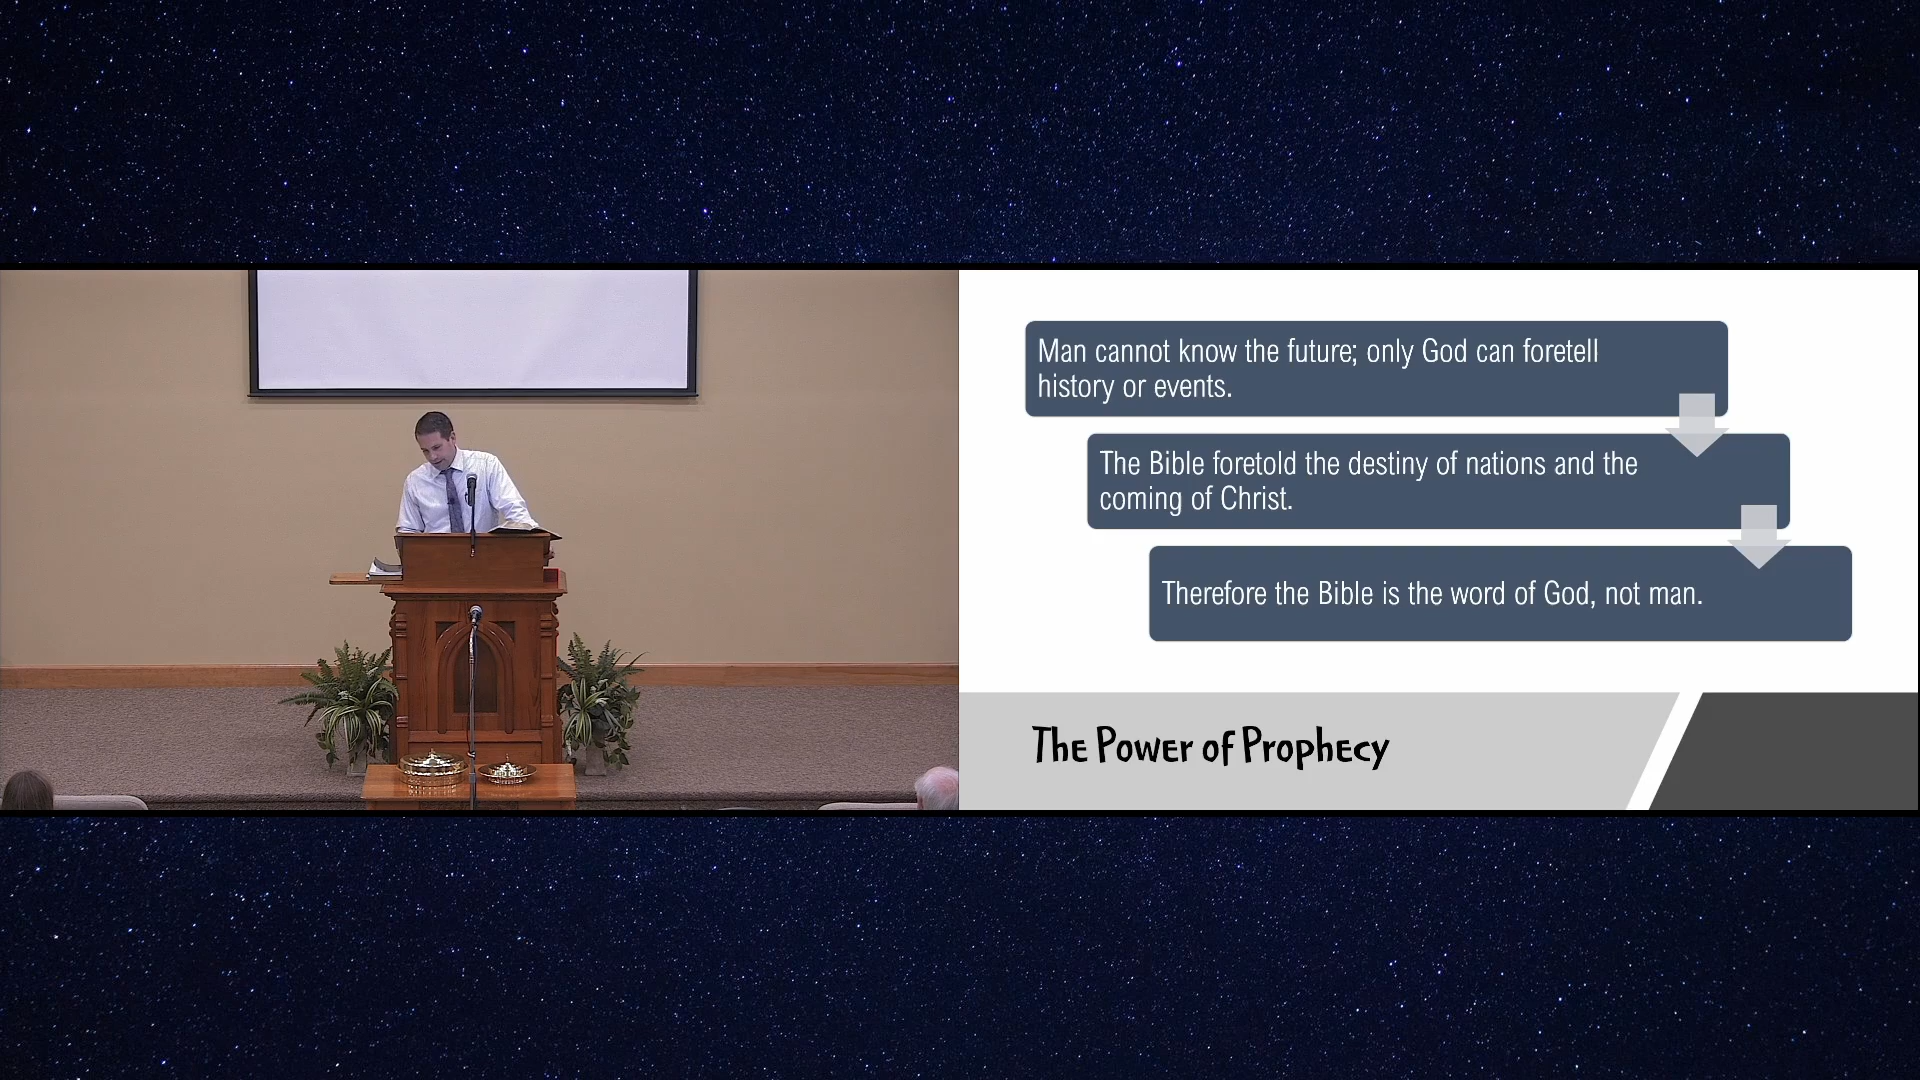 Man cannot know the future; only God can foretell
history or events.
The Bible foretold the destiny of nations and the
coming of Christ.
Therefore the Bible is the word of God, not man.
The Power of Prophecy